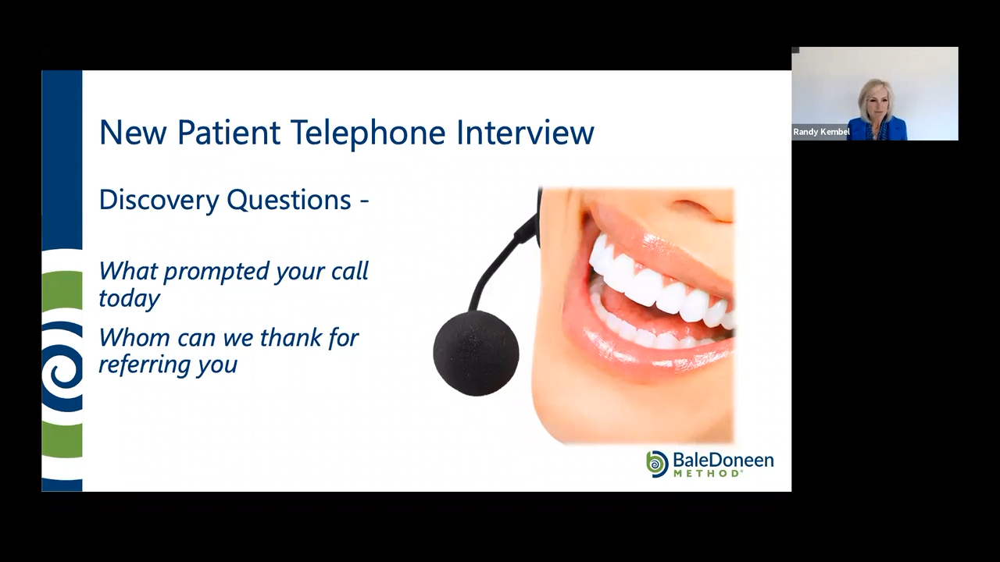 New Patient Telephone Interview
Discovery Questions -
What prompted your call
today
Whom can we thank for
referring you
BaleDoneen
METHOD®
Randy Kembel